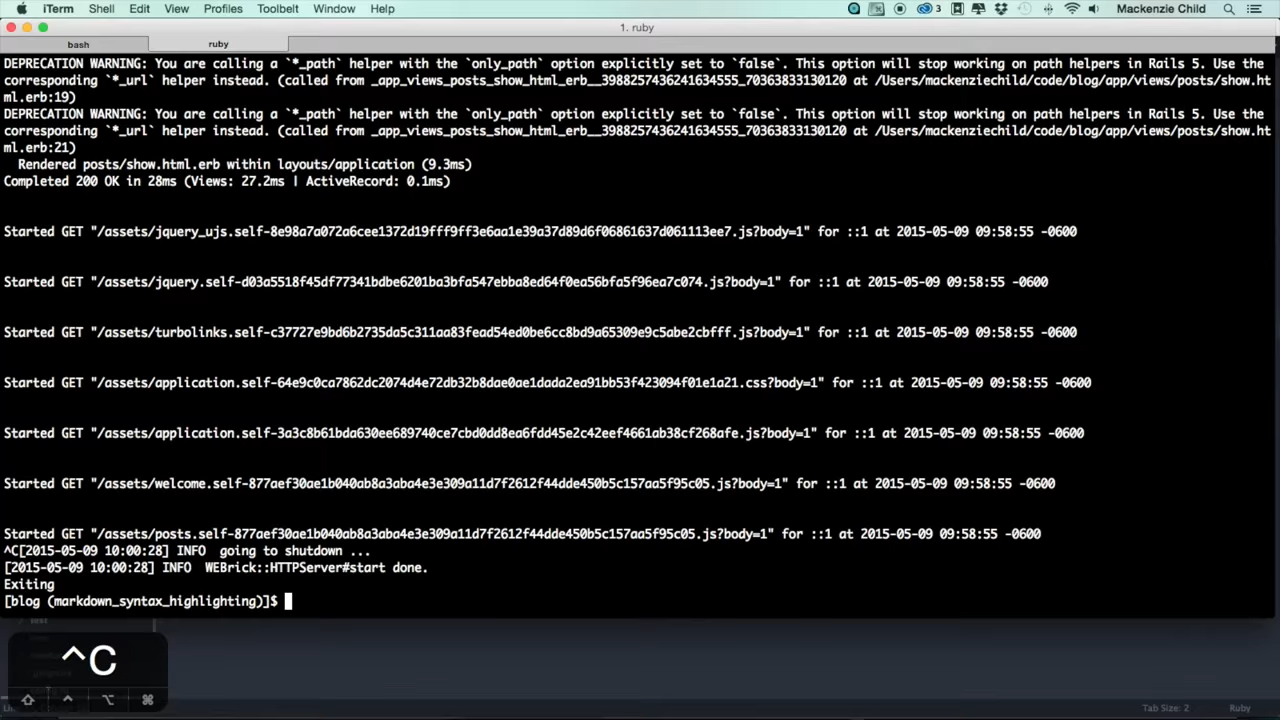 iTerm Shell Edit View Profiles Toolbelt Window Help 3 Mackenzie Child
1. ruby
bash ruby
DEPRECATION WARNING: You are calling a `*_path` helper with the `only_path` option explicitly set to `false`. This option will stop working on path helpers in Rails 5. Use the
corresponding `*_url` helper instead. (called from _app_views_posts_show_html_erb__3988257436241634555_70363833130120 at /Users/mackenziechild/code/blog/app/views/posts/show.ht
ml.erb:19)
DEPRECATION WARNING: You are calling a `*_path` helper with the `only_path` option explicitly set to `false`. This option will stop working on path helpers in Rails 5. Use the
corresponding `*_url` helper instead. (called from _app_views_posts_show_html_erb__3988257436241634555_70363833130120 at /Users/mackenziechild/code/blog/app/views/posts/show.ht
ml.erb:21)
Rendered posts/show.html.erb within layouts/application (9.3ms)
Completed 200 OK in 28ms (Views: 27.2ms | ActiveRecord: 0.1ms)
Started GET "/assets/jquery_ujs.self-8e98a7a072a6cee1372d19fff9ff3e6aa1e39a37d89d6f06861637d061113ee7.js?body=1" for ::1 at 2015-05-09 09:58:55 -0600
Started GET "/assets/jquery.self-d03a5518f45df77341bdbe6201ba3bfa547ebba8ed64f0ea56bfa5f96ea7c074.js?body=1" for ::1 at 2015-05-09 09:58:55 -0600
Started GET "/assets/turbolinks.self-c37727e9bd6b2735da5c311aa83fead54ed0be6cc8bd9a65309e9c5abe2cbfff.js?body=1" for ::1 at 2015-05-09 09:58:55 -0600
Started GET "/assets/application.self-64e9c0ca7862dc2074d4e72db32b8dae0ae1dada2ea91bb53f423094f01e1a21.css?body=1" for ::1 at 2015-05-09 09:58:55 -0600
Started GET "/assets/application.self-3a3c8b61bda630ee689740ce7cbd0dd8ea6fdd45e2c42eef4661ab38cf268afe.js?body=1" for ::1 at 2015-05-09 09:58:55 -0600
Started GET "/assets/welcome.self-877aef30ae1b040ab8a3aba4e3e309a11d7f2612f44dde450b5c157aa5f95c05.js?body=1" for ::1 at 2015-05-09 09:58:55 -0600
Started GET "/assets/posts.self-877aef30ae1b040ab8a3aba4e3e309a11d7f2612f44dde450b5c157aa5f95c05.js?body=1" for ::1 at 2015-05-09 09:58:55 -0600
^C[2015-05-09 10:00:28] INFO going to shutdown ...
[2015-05-09 10:00:28] INFO WEBrick::HTTPServer#start done.
Exiting
[blog (markdown_syntax_highlighting)]$
test
^C
Tab Size: 2 Ruby